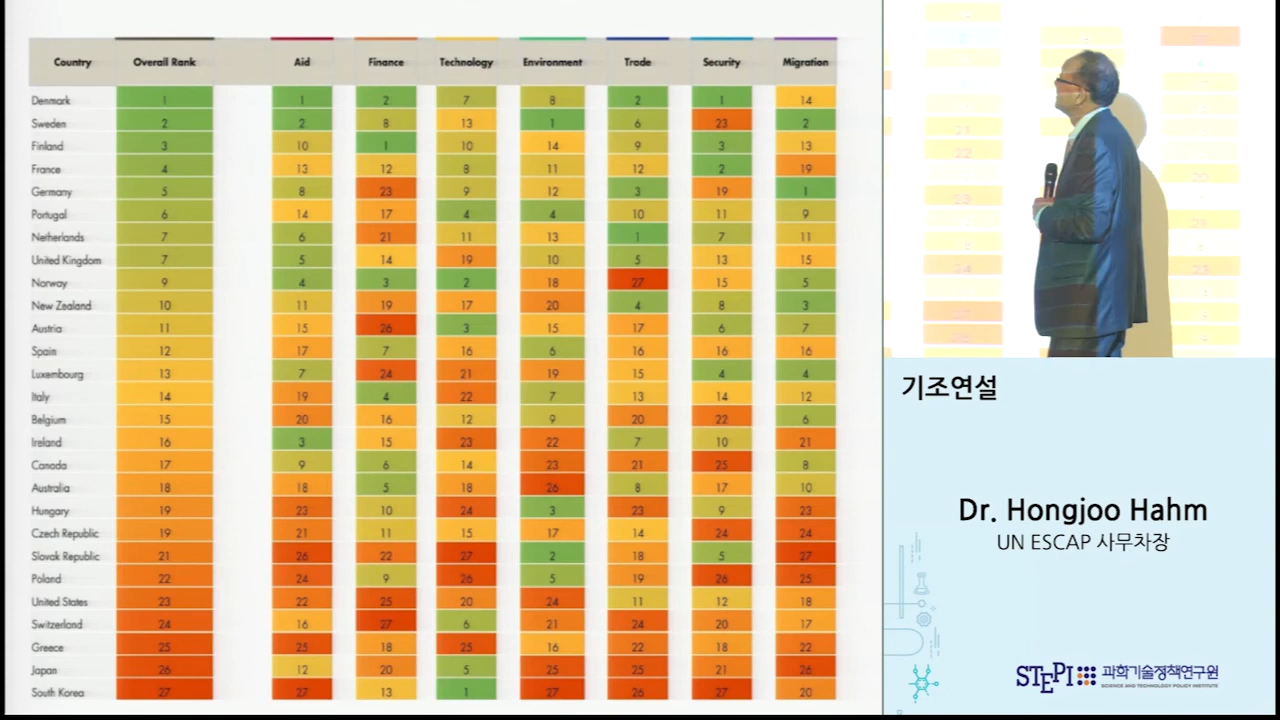 Country Overall Rank Aid Finance Technology Environment Trade Security Migration
Denmark 1 1 2 7 8 2 1 14
Sweden 2 2 8 13 1 6 23 2
Finland 3 10 1 10 14 9 3 13
France 4 13 12 8 11 12 2 19
Germany 5 8 23 9 12 3 19 1
Portugal 6 14 17 4 4 10 11 9
Netherlands 7 6 21 11 13 1 7 11
United Kingdom 7 5 14 19 10 5 13 15
Norway 9 4 3 2 18 27 15 5
New Zealand 10 11 19 17 20 4 8 3
Austria 11 15 26 3 15 17 6 7
Spain 12 17 7 16 6 16 16 16
Luxembourg 13 7 24 21 19 15 4 4
Italy 14 19 4 22 7 13 14 12
Belgium 15 20 16 12 9 20 22 6
Ireland 16 3 15 23 22 7 10 21
Canada 17 9 6 14 23 21 25 8
Australia 18 18 5 18 26 8 17 10
Hungary 19 23 10 24 3 23 9 23
Czech Republic 19 21 11 15 17 14 24 24
Slovak Republic 21 26 22 27 2 18 5 27
Poland 22 24 9 26 5 19 26 25
United States 23 22 25 20 24 11 12 18
Switzerland 24 16 27 6 21 24 20 17
Greece 25 25 18 25 16 22 18 22
Japan 26 12 20 5 25 25 21 26
South Korea 27 27 13 1 27 26 27 20
21
22
23
24
20
21
23
기조연설
Dr. Hongjoo Hahm
UN ESCAP 사무차장
STEPI 과학기술정책연구원
SCIENCE AND TECHNOLOGY POLICY INSTITUTE